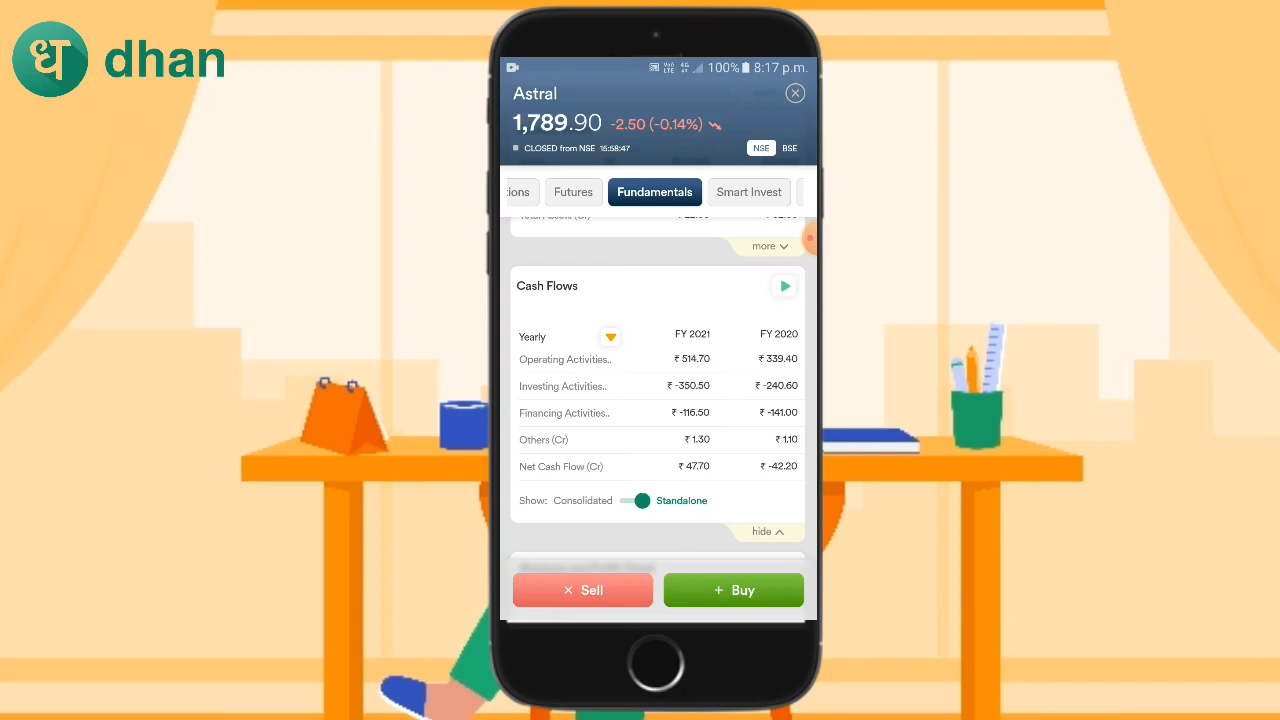 ध dhan
100% 8:17 p.m.
Astral
1,789.90 -2.50 (-0.14%)
CLOSED from NSE 15:58:47 NSE BSE
tions Futures Fundamentals Smart Invest
more
Cash Flows
Yearly FY 2021 FY 2020
Operating Activities.. ₹ 514.70 ₹ 339.40
Investing Activities.. ₹ -350.50 ₹ -240.60
Financing Activities.. ₹ -116.50 ₹ -141.00
Others (Cr) ₹ 1.30 ₹ 1.10
Net Cash Flow (Cr) ₹ 47.70 ₹ -42.20
Show: Consolidated Standalone
hide
× Sell + Buy